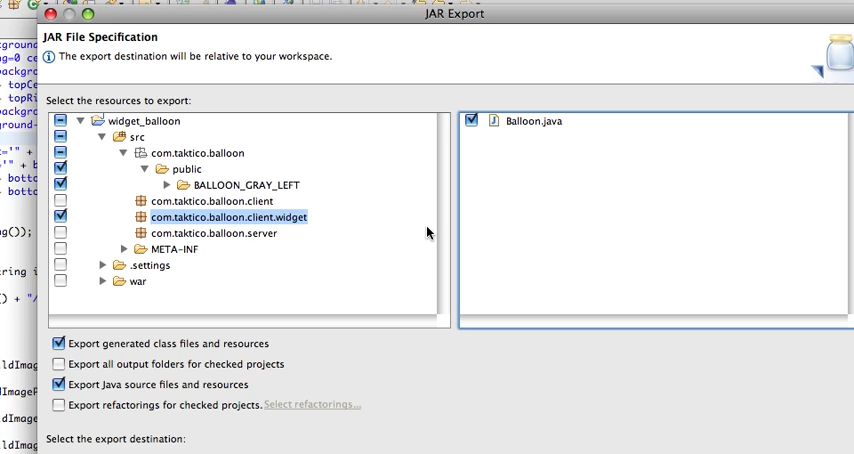 JAR Export
JAR File Specification
The export destination will be relative to your workspace.
Select the resources to export:
widget_balloon
src
com.taktico.balloon
public
BALLOON_GRAY_LEFT
com.taktico.balloon.client
com.taktico.balloon.client.widget
com.taktico.balloon.server
META-INF
.settings
war
Balloon.java
Export generated class files and resources
Export all output folders for checked projects
Export Java source files and resources
Export refactorings for checked projects. Select refactorings...
Select the export destination: